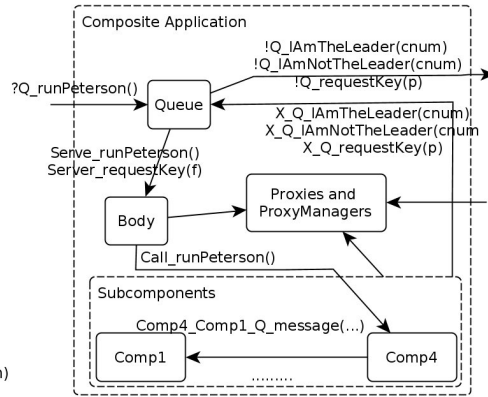 Composite Application
!Q_IAmTheLeader(cnum)
!Q_IAmNotTheLeader(cnum)
!Q_requestKey(p)
?Q_runPeterson()
Queue
X_Q_IAmTheLeader(cnum)
X_Q_IAmNotTheLeader(cnum
X_Q_requestKey(p)
Serve_runPeterson()
Server_requestKey(f)
Proxies and
ProxyManagers
Body
Call_runPeterson()
Subcomponents
Comp4_Comp1_Q_message(...)
Comp1
Comp4
.........
)